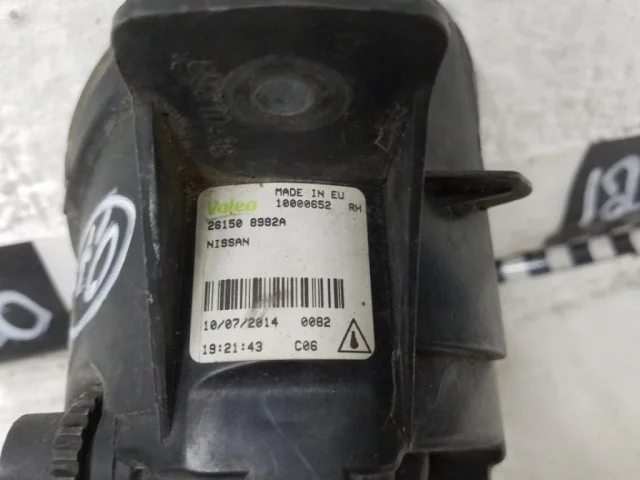 Valeo MADE IN EU
10000652 RH
26150 8992A
NISSAN
10/07/2014 0082
19:21:43 C06